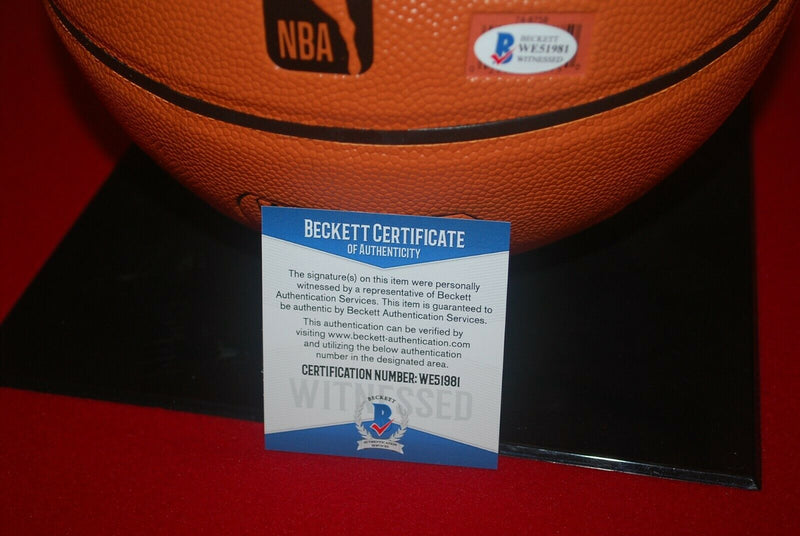 NBA
BECKETT
WE51981
WITNESSED
BECKETT CERTIFICATE
OF AUTHENTICITY
The signature(s) on this item were personally
witnessed by a representative of Beckett
Authentication Services. This item is guaranteed to
be authentic by Beckett Authentication Services.
This authentication can be verified by
visiting www.beckett-authentication.com
and utilizing the below authentication
number in the designated area.
CERTIFICATION NUMBER: WE51981
WITNESSED
BECKETT